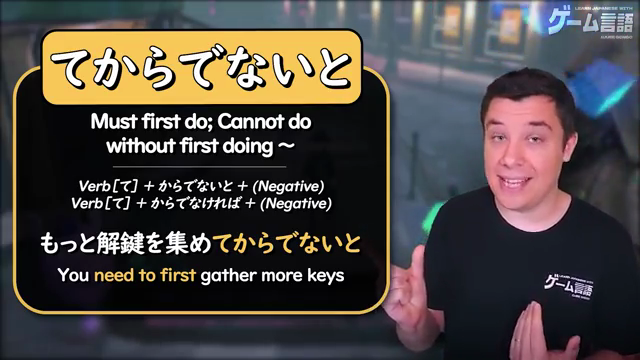 てからでないと
Must first do; Cannot do
without first doing ～
Verb [て] + からでないと + (Negative)
Verb [て] + からでなければ + (Negative)
もっと解鍵を集めてからでないと
You need to first gather more keys
LEARN JAPANESE WITH
ゲーム言語
ゲーム言語